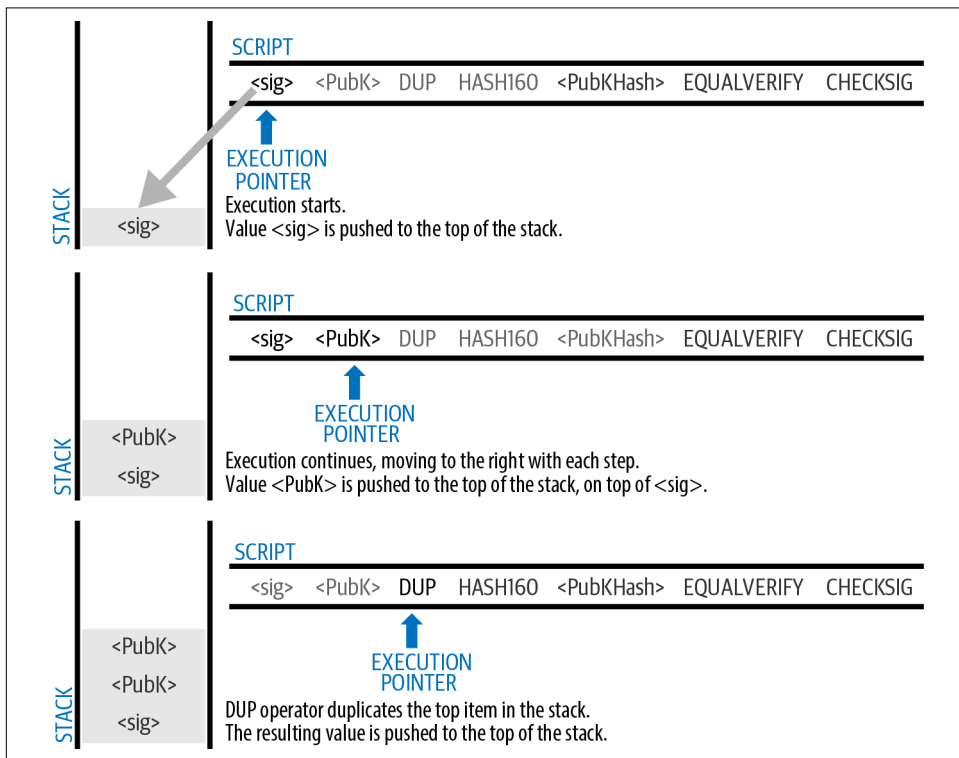 SCRIPT
<sig> <PubK> DUP HASH160 <PubKHash> EQUALVERIFY CHECKSIG
EXECUTION
POINTER
Execution starts.
Value <sig> is pushed to the top of the stack.
STACK
<sig>
SCRIPT
<sig> <PubK> DUP HASH160 <PubKHash> EQUALVERIFY CHECKSIG
EXECUTION
POINTER
Execution continues, moving to the right with each step.
Value <PubK> is pushed to the top of the stack, on top of <sig>.
STACK
<PubK>
<sig>
SCRIPT
<sig> <PubK> DUP HASH160 <PubKHash> EQUALVERIFY CHECKSIG
EXECUTION
POINTER
DUP operator duplicates the top item in the stack.
The resulting value is pushed to the top of the stack.
STACK
<PubK>
<PubK>
<sig>